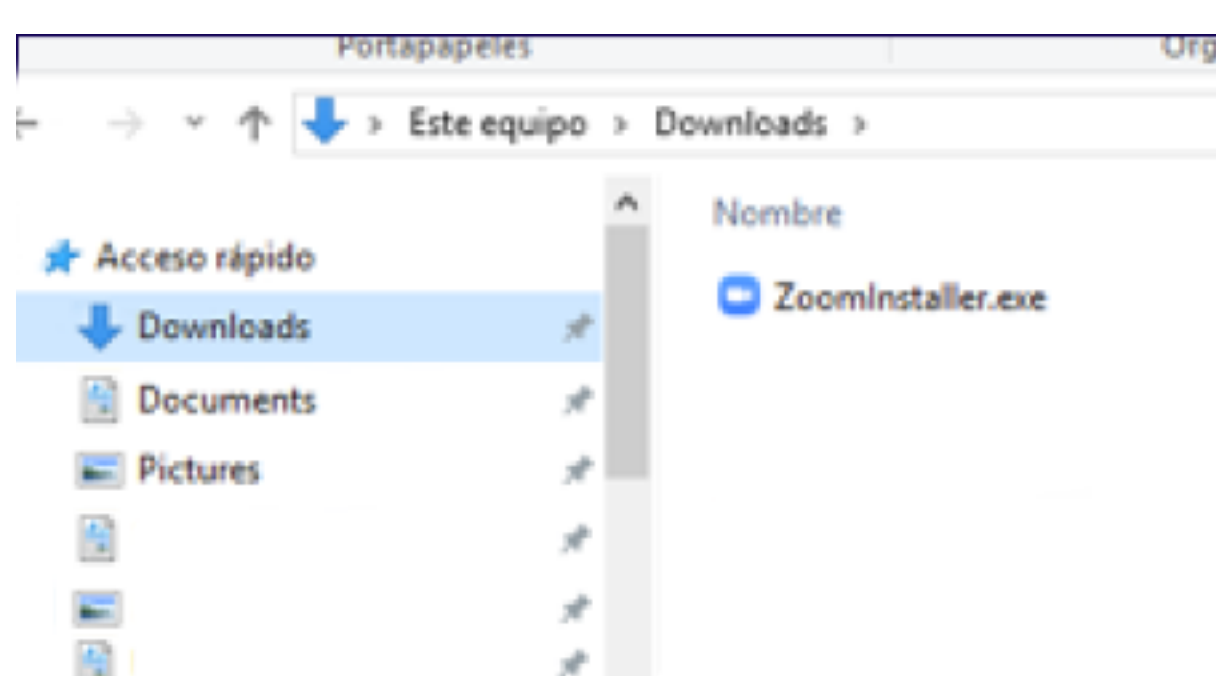 Portapapeles Org
Este equipo > Downloads >
Nombre
Acceso rápido
ZoomInstaller.exe
Downloads
Documents
Pictures